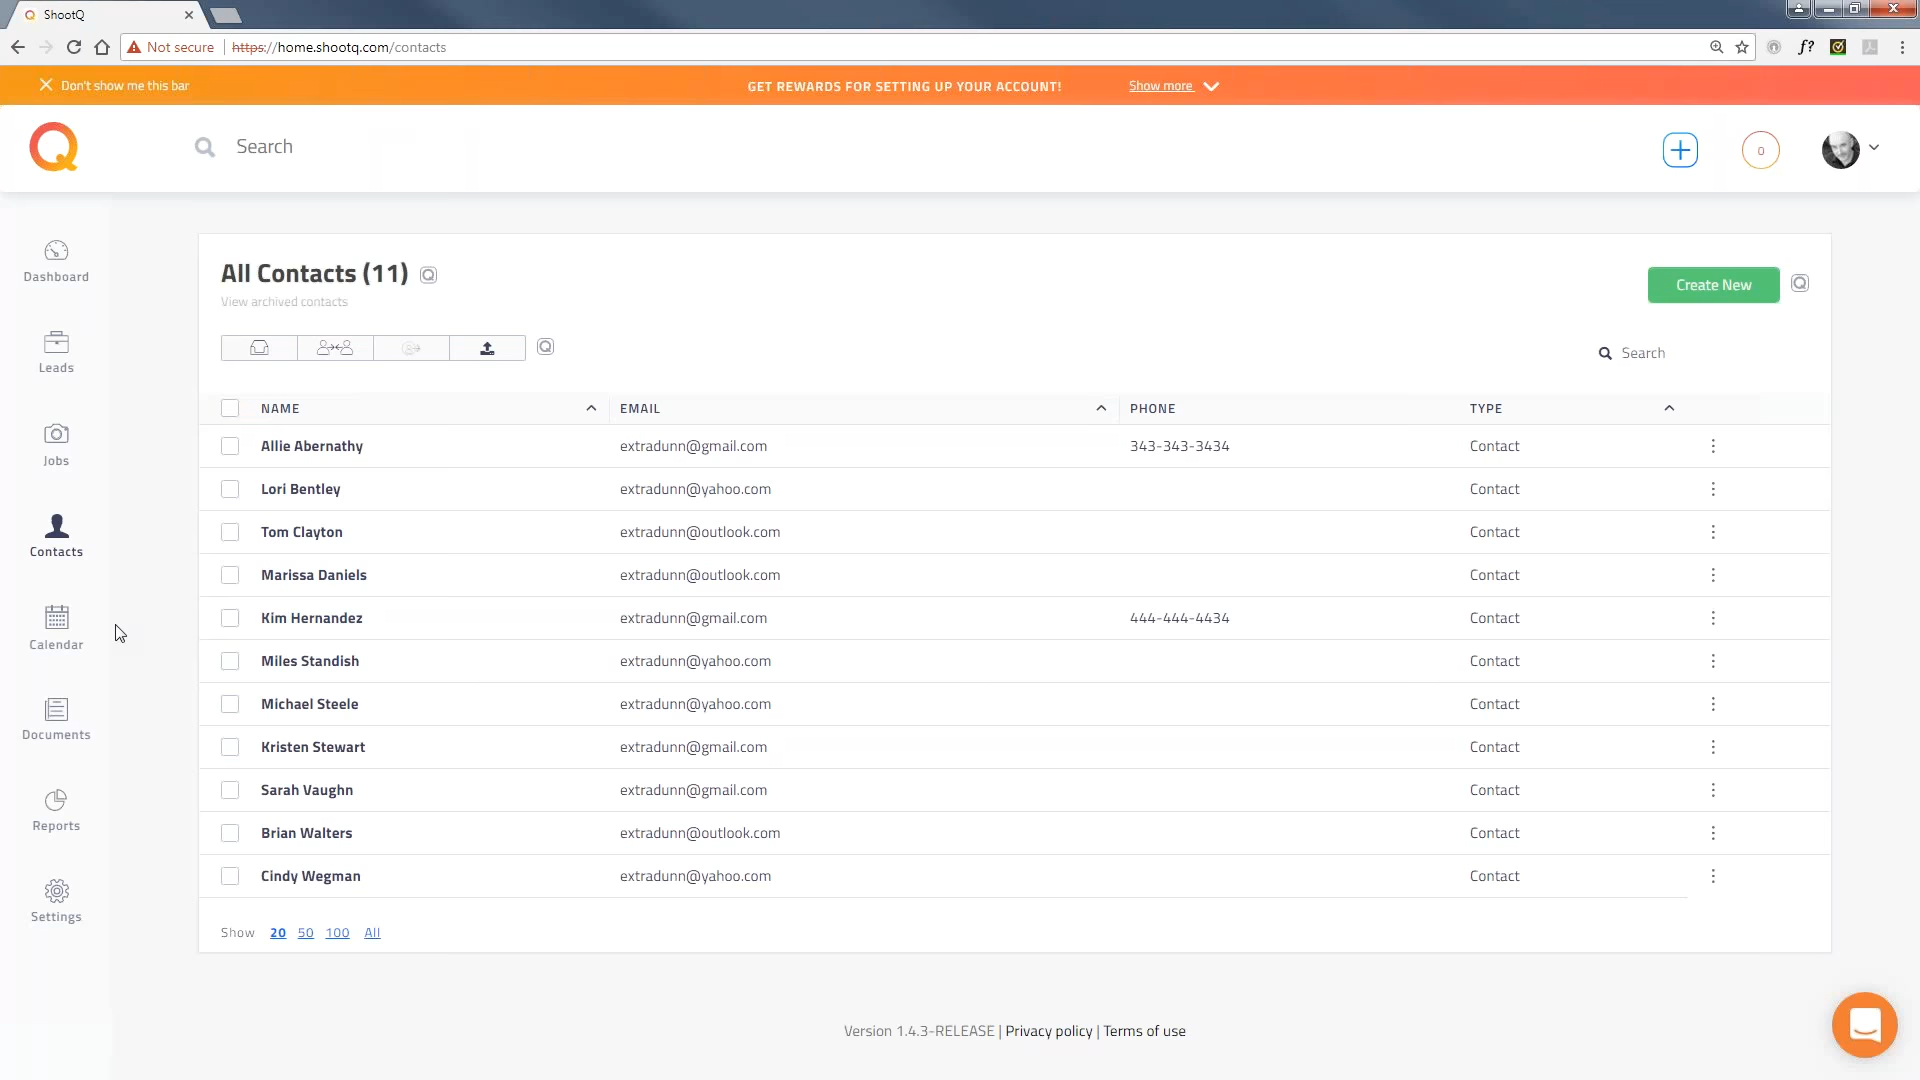 ShootQ
Not secure https://home.shootq.com/contacts
Don't show me this bar
GET REWARDS FOR SETTING UP YOUR ACCOUNT!
Show more
Q
Search
0
Dashboard
Leads
Jobs
Contacts
Calendar
Documents
Reports
Settings
All Contacts (11)
View archived contacts
Create New
Search
NAME EMAIL PHONE TYPE
Allie Abernathy extradunn@gmail.com 343-343-3434 Contact
Lori Bentley extradunn@yahoo.com Contact
Tom Clayton extradunn@outlook.com Contact
Marissa Daniels extradunn@outlook.com Contact
Kim Hernandez extradunn@gmail.com 444-444-4434 Contact
Miles Standish extradunn@yahoo.com Contact
Michael Steele extradunn@yahoo.com Contact
Kristen Stewart extradunn@gmail.com Contact
Sarah Vaughn extradunn@gmail.com Contact
Brian Walters extradunn@outlook.com Contact
Cindy Wegman extradunn@yahoo.com Contact
Show 20 50 100 All
Version 1.4.3-RELEASE | Privacy policy | Terms of use